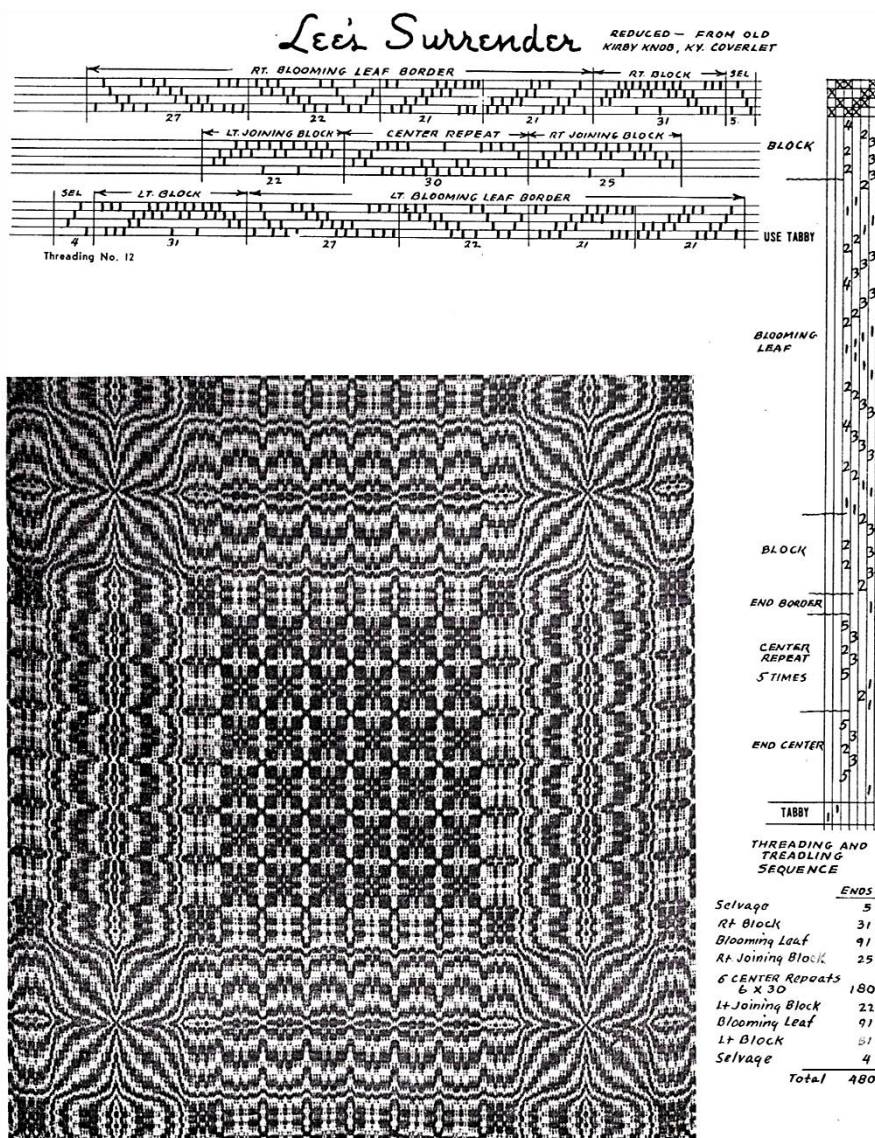 Lee's Surrender
REDUCED — FROM OLD
KIRBY KNOB, KY. COVERLET
RT. BLOOMING LEAF BORDER
RT. BLOCK
SEL
27 22 21 21 31 5
LT. JOINING BLOCK
CENTER REPEAT
RT JOINING BLOCK
22 30 25
SEL
LT. BLOCK
LT. BLOOMING LEAF BORDER
4 31 27 22 21 21
Threading No. 12
BLOCK
USE TABBY
BLOOMING
LEAF
BLOCK
END BORDER
CENTER
REPEAT
5 TIMES
END CENTER
TABBY
THREADING AND
TREADLING
SEQUENCE
ENDS
Selvage 5
Rt Block 31
Blooming Leaf 91
Rt Joining Block 25
6 CENTER Repeats
6 X 30 180
Lt Joining Block 22
Blooming Leaf 91
Lt Block 31
Selvage 4
Total 480